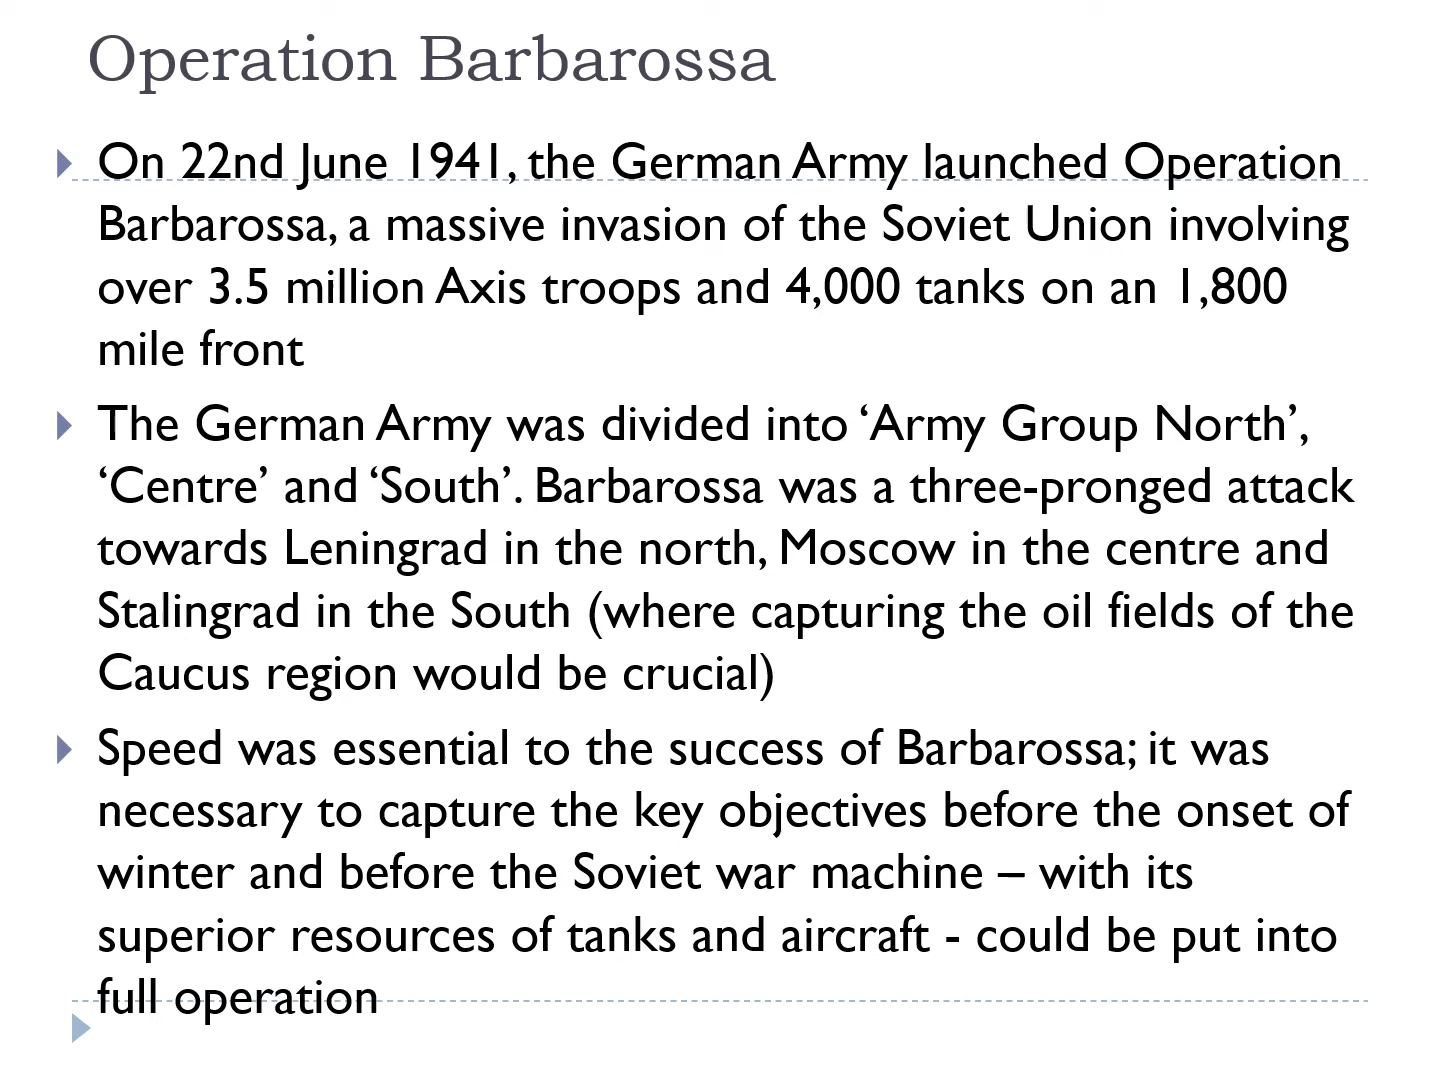 Operation Barbarossa
On 22nd June 1941, the German Army launched Operation
Barbarossa, a massive invasion of the Soviet Union involving
over 3.5 million Axis troops and 4,000 tanks on an 1,800
mile front
The German Army was divided into ‘Army Group North’,
‘Centre’ and ‘South’. Barbarossa was a three-pronged attack
towards Leningrad in the north, Moscow in the centre and
Stalingrad in the South (where capturing the oil fields of the
Caucus region would be crucial)
Speed was essential to the success of Barbarossa; it was
necessary to capture the key objectives before the onset of
winter and before the Soviet war machine – with its
superior resources of tanks and aircraft - could be put into
full operation